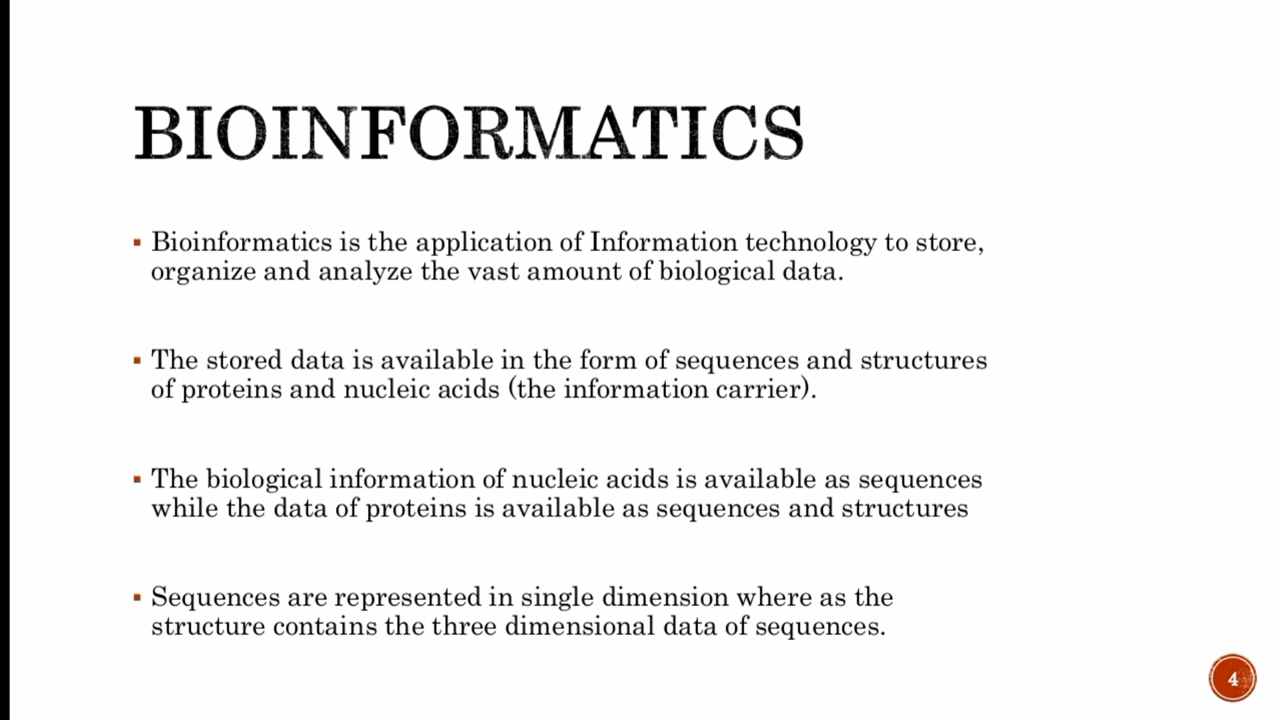 BIOINFORMATICS
▪ Bioinformatics is the application of Information technology to store,
organize and analyze the vast amount of biological data.
▪ The stored data is available in the form of sequences and structures
of proteins and nucleic acids (the information carrier).
▪ The biological information of nucleic acids is available as sequences
while the data of proteins is available as sequences and structures
▪ Sequences are represented in single dimension where as the
structure contains the three dimensional data of sequences.
4